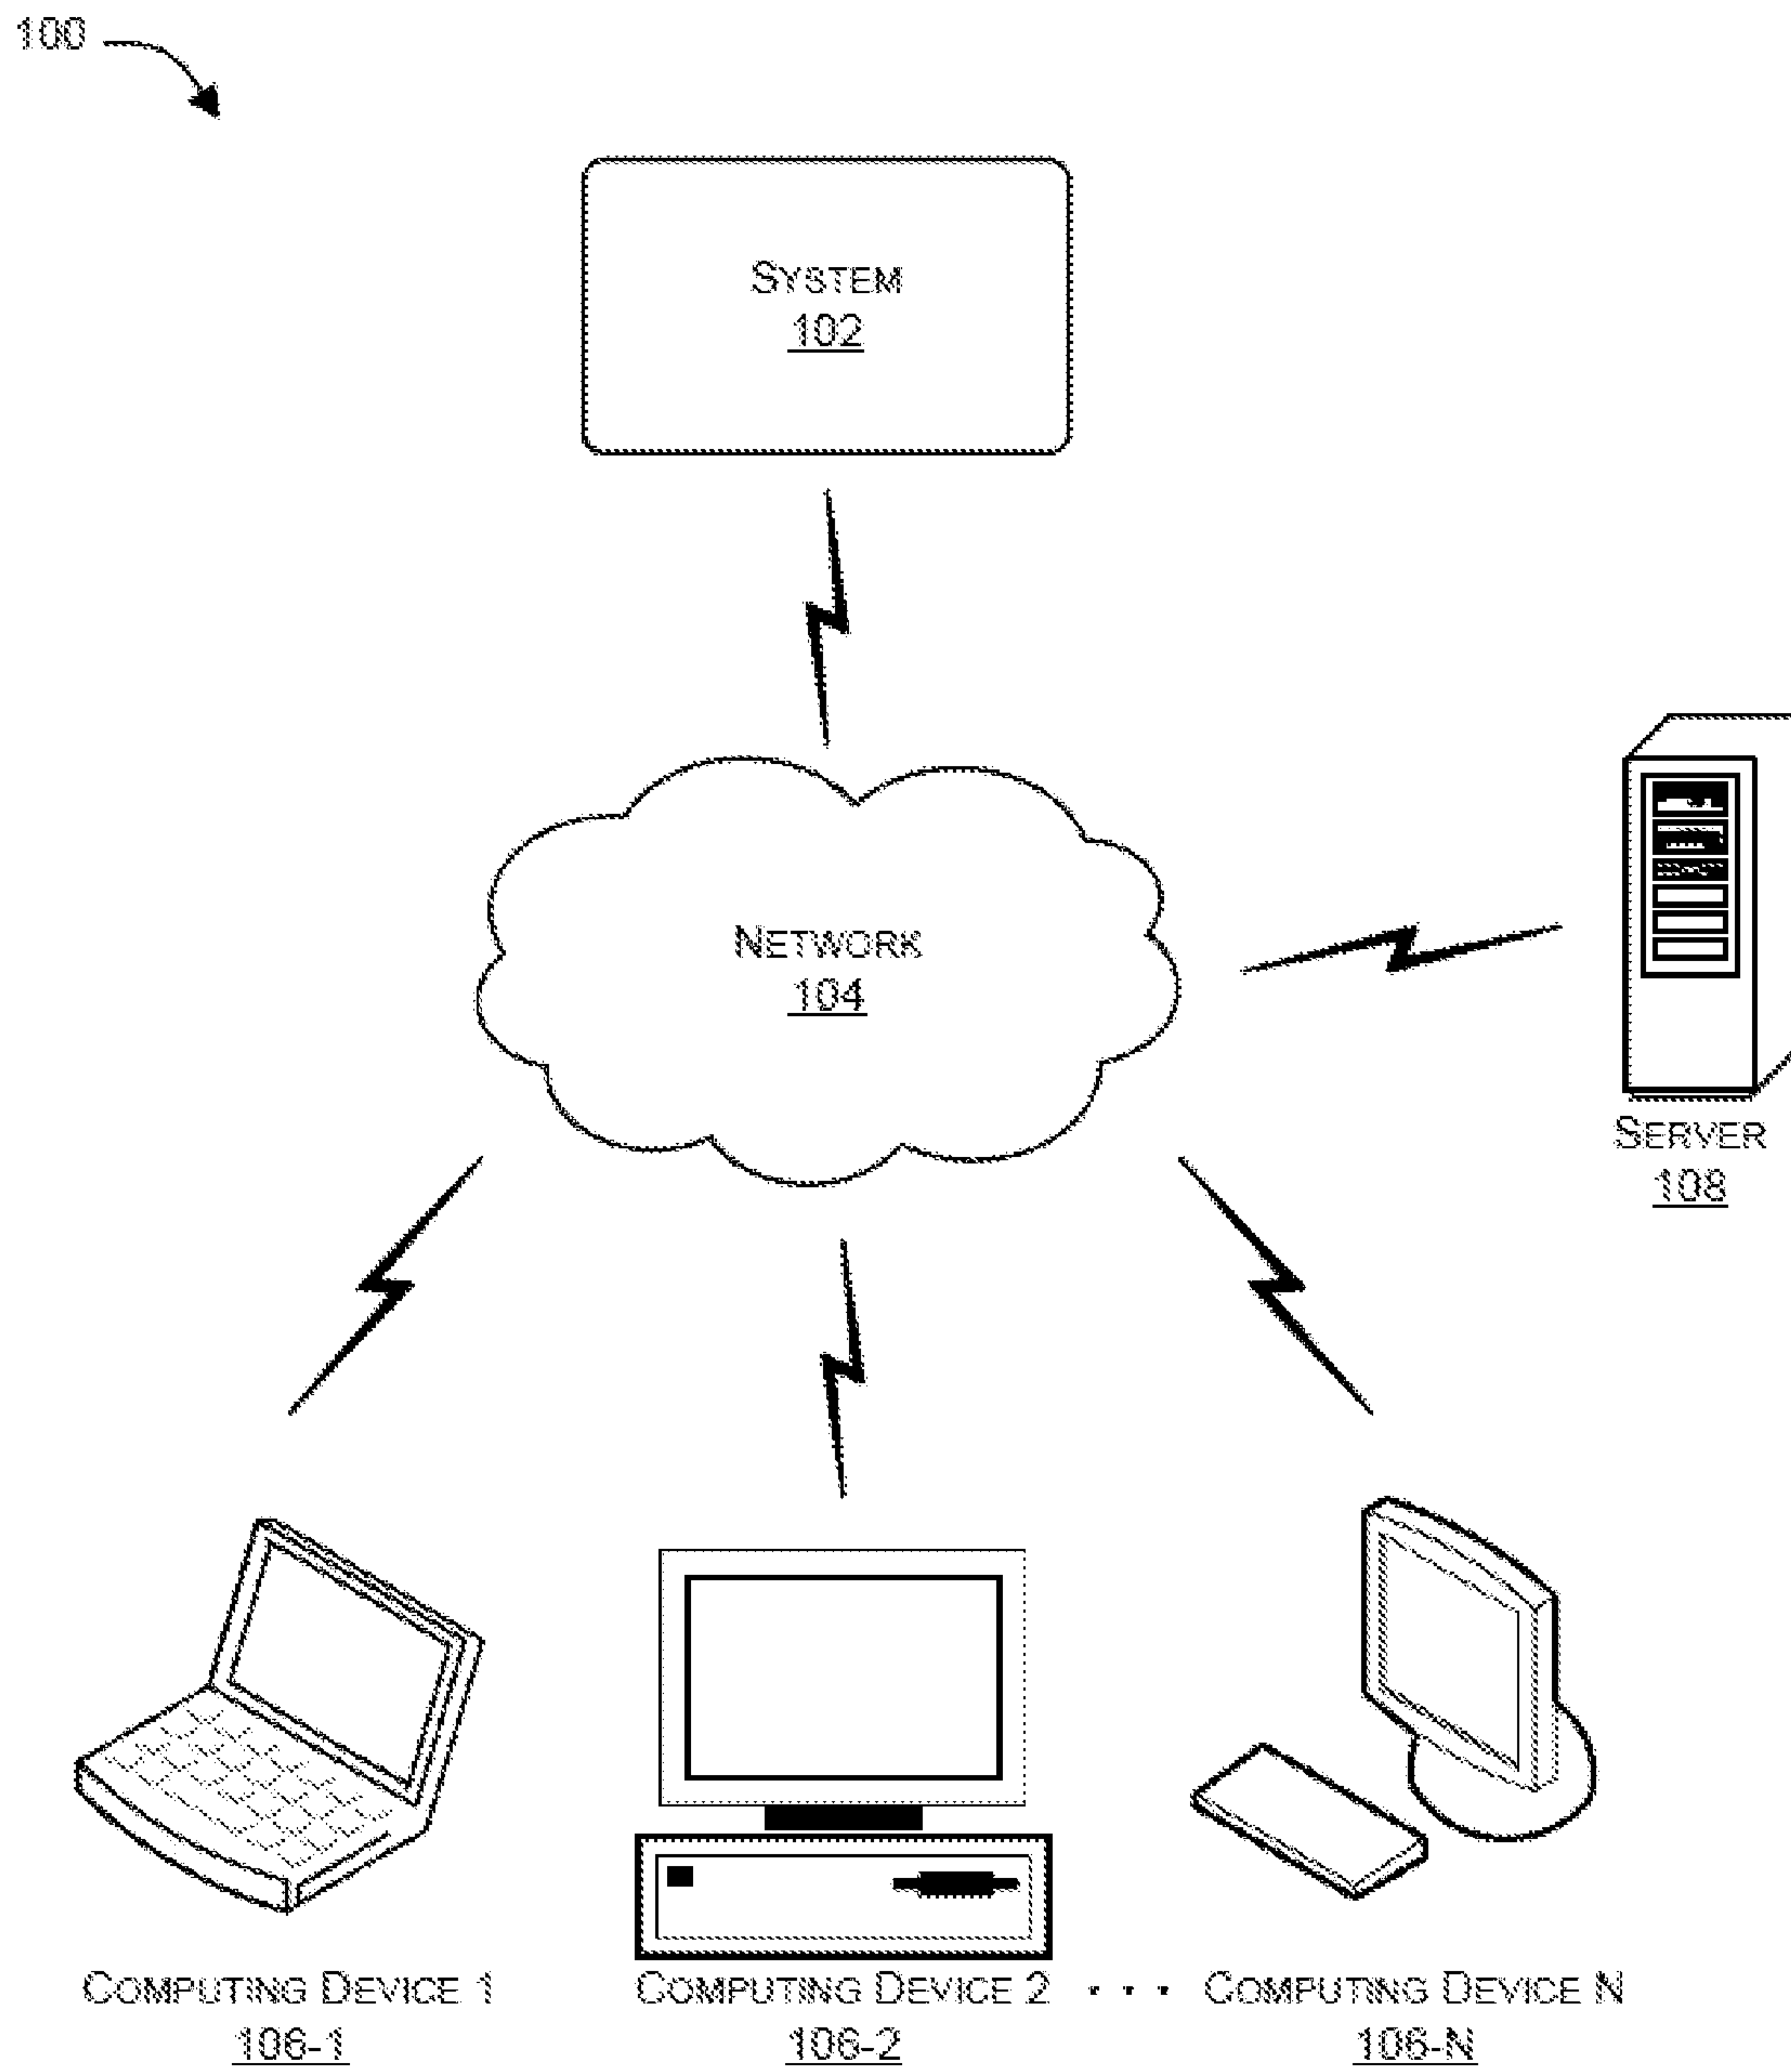 100
SYSTEM
102
NETWORK
104
SERVER
108
COMPUTING DEVICE 1
106-1
COMPUTING DEVICE 2
106-2
• • •
COMPUTING DEVICE N
106-N